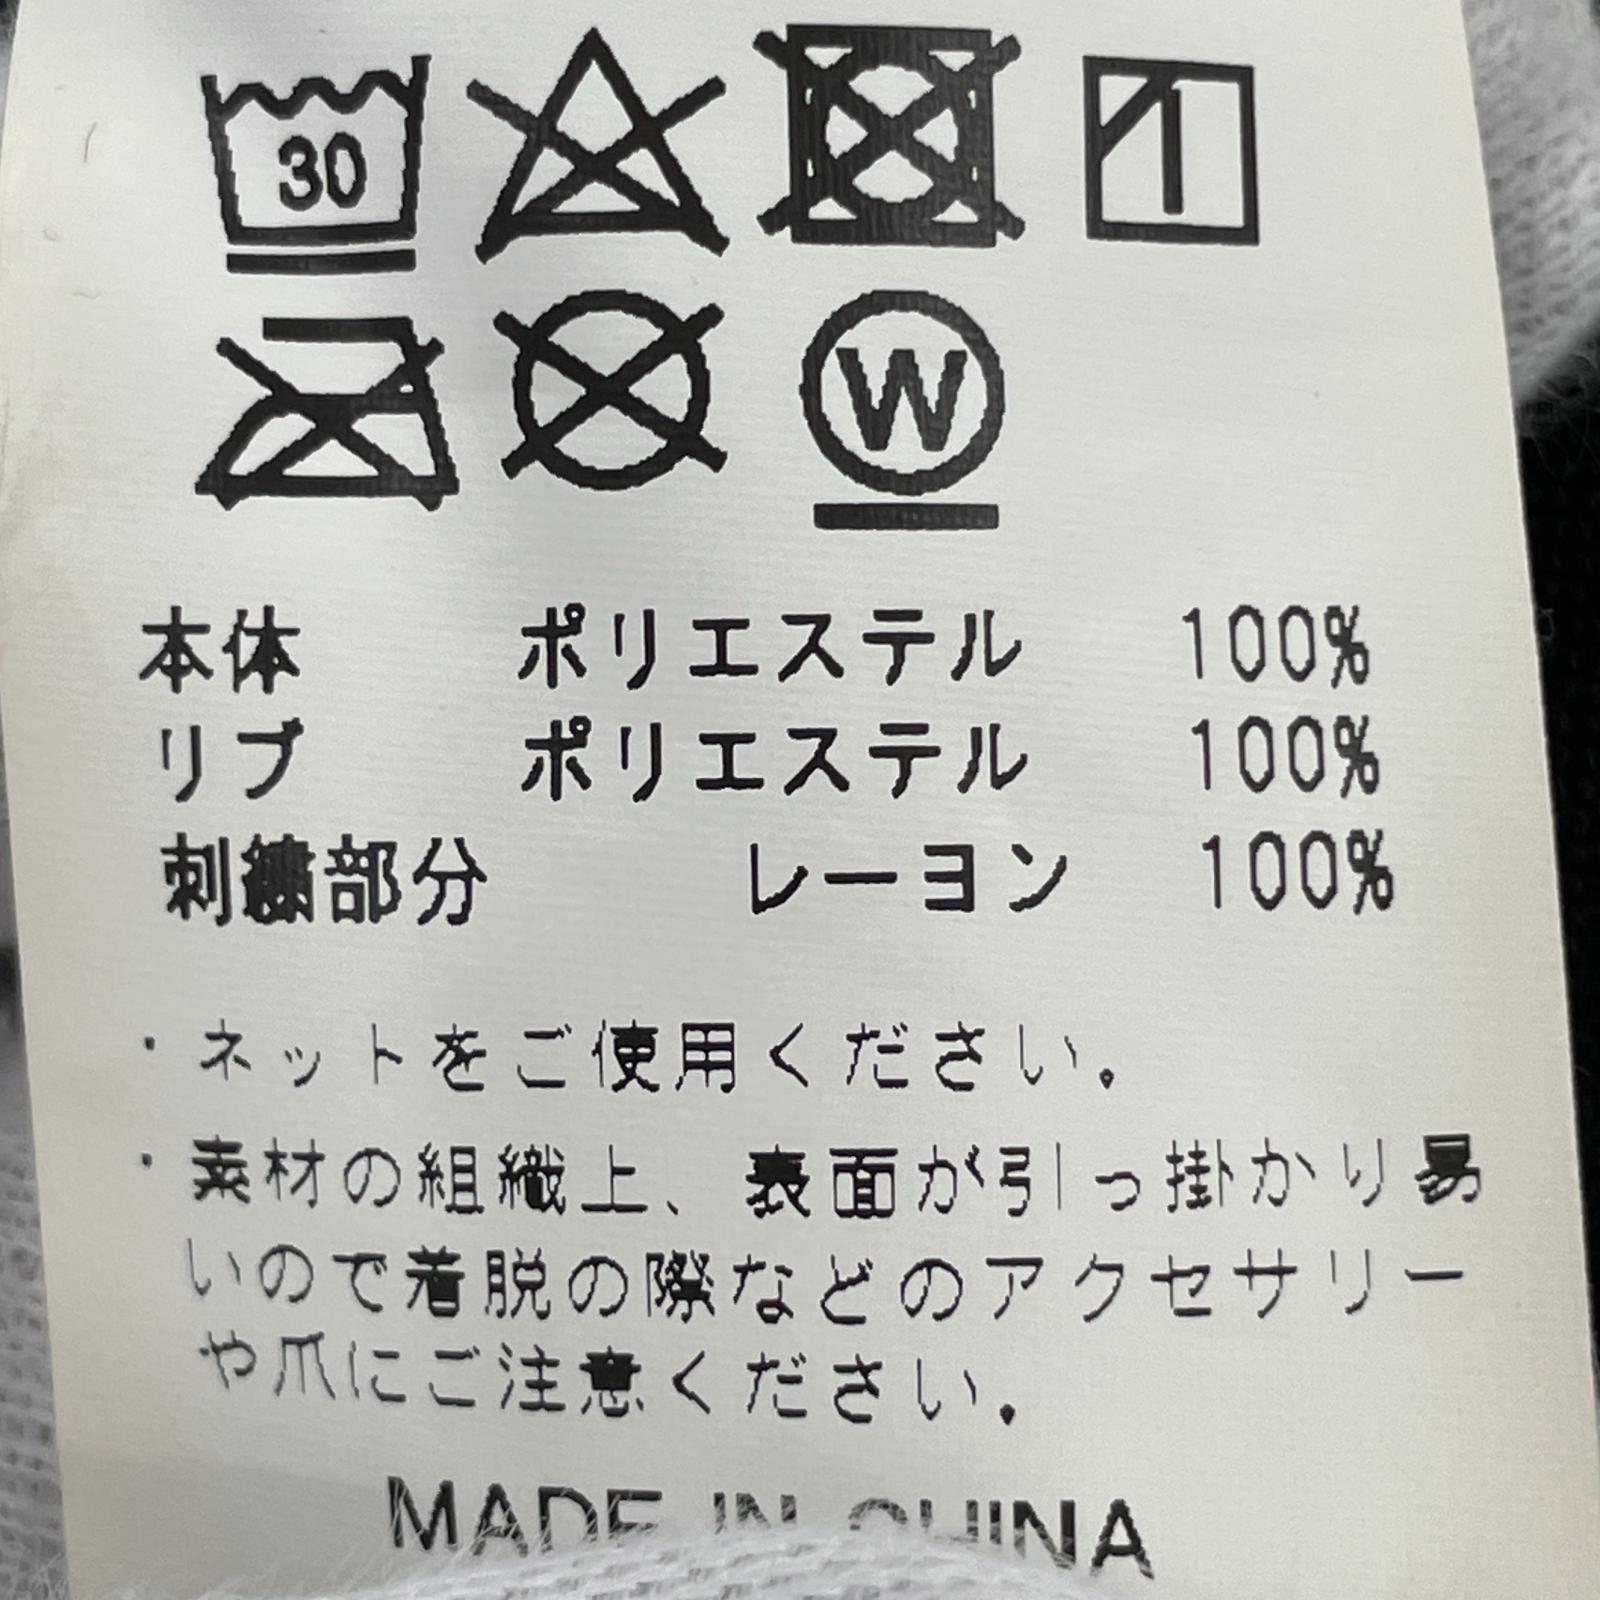 30
W
本体 ポリエステル 100%
リブ ポリエステル 100%
刺繍部分 レーヨン 100%
・ネットをご使用ください。
・素材の組織上、表面が引っ掛かり易
いので着脱の際などのアクセサリー
や爪にご注意ください。
MADE IN CHINA